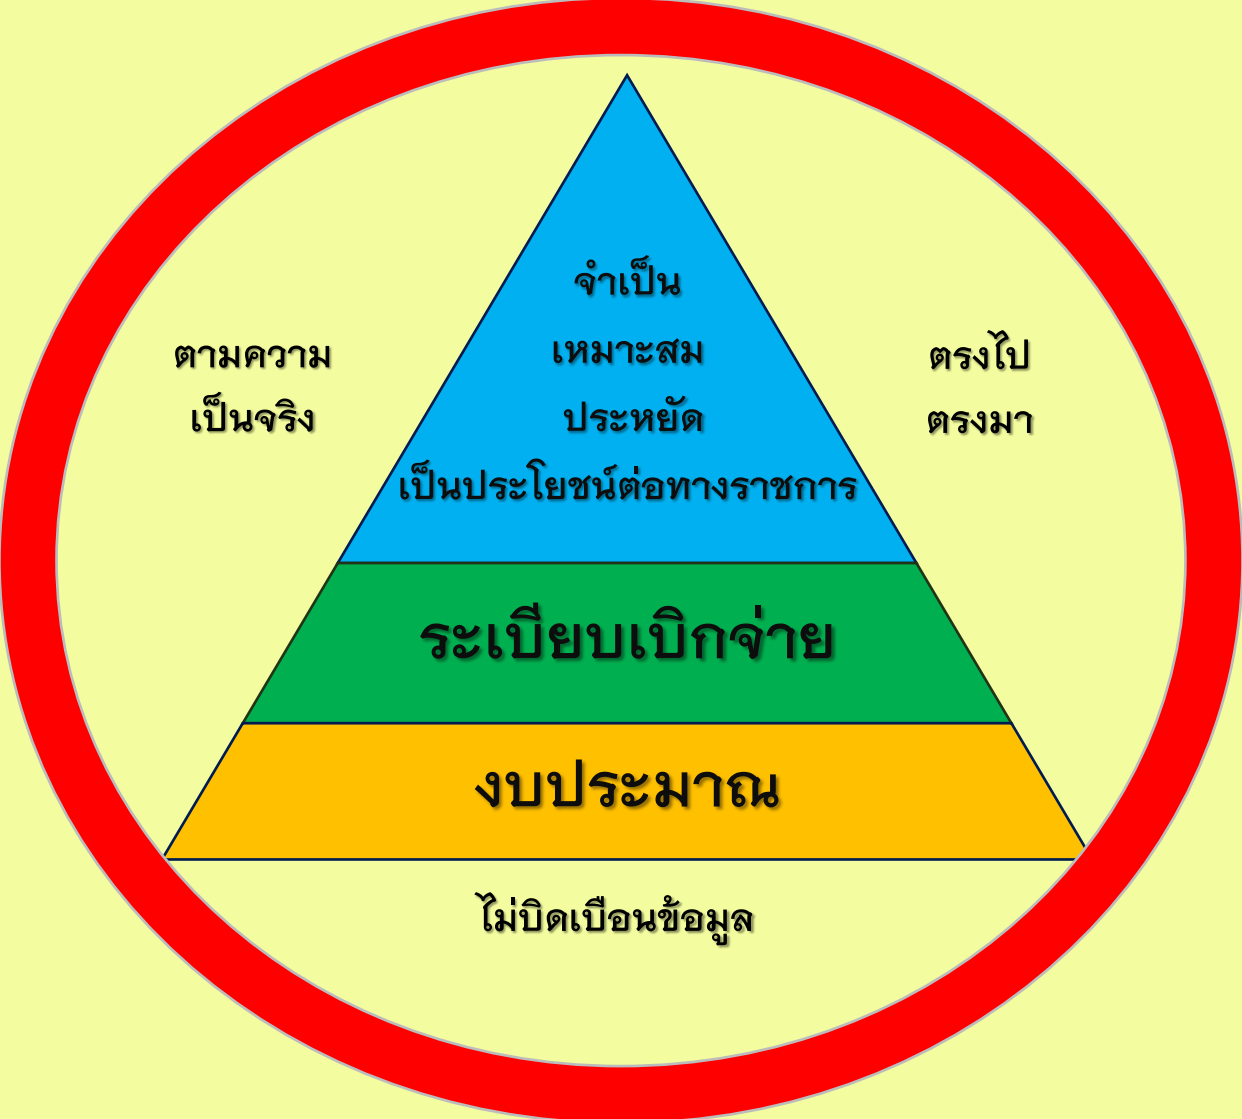 จำเป็น
เหมาะสม
ประหยัด
เป็นประโยชน์ต่อทางราชการ
ตามความ
เป็นจริง
ตรงไป
ตรงมา
ระเบียบเบิกจ่าย
งบประมาณ
ไม่บิดเบือนข้อมูล